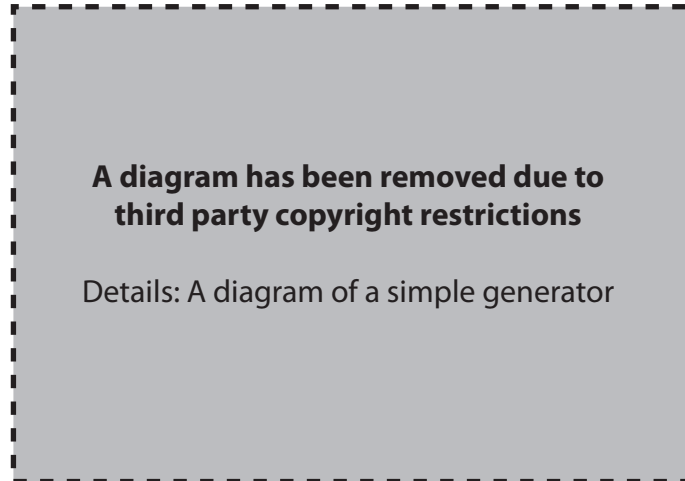 A diagram has been removed due to
third party copyright restrictions
Details: A diagram of a simple generator